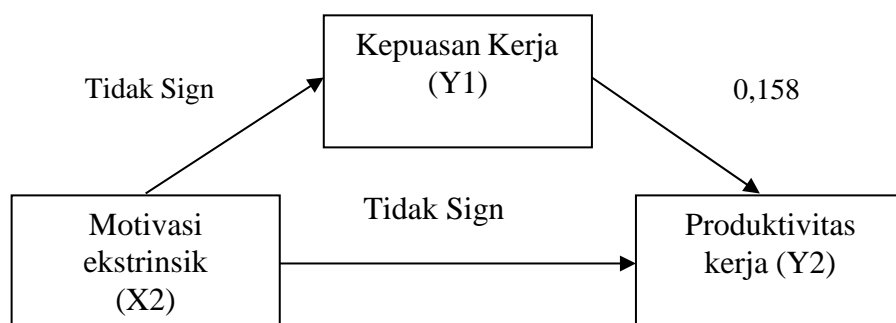 Kepuasan Kerja
(Y1)
Tidak Sign
0,158
Tidak Sign
Motivasi
ekstrinsik
(X2)
Produktivitas
kerja (Y2)